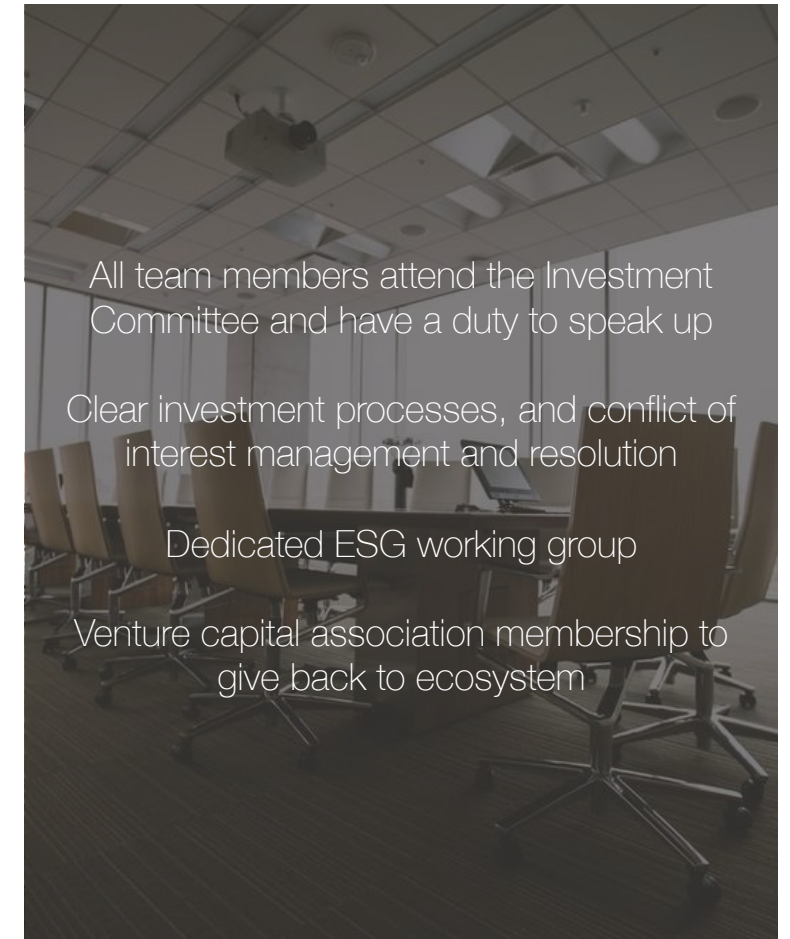 All team members attend the Investment
Committee and have a duty to speak up
Clear investment processes, and conflict of
interest management and resolution
Dedicated ESG working group
Venture capital association membership to
give back to ecosystem